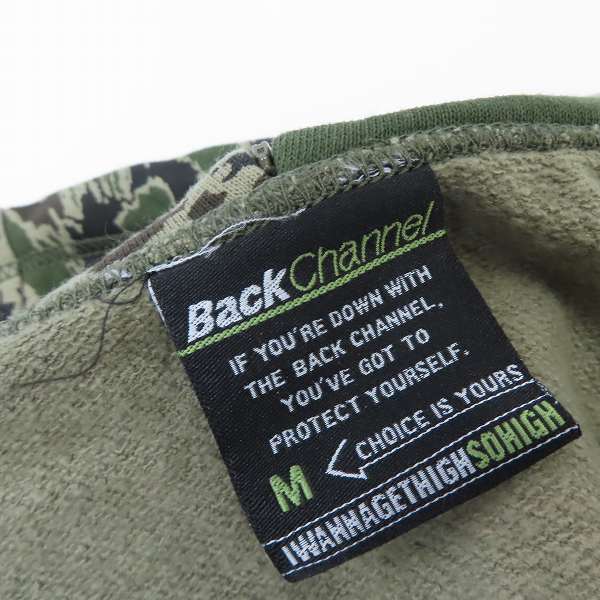 BackChannel
IF YOU'RE DOWN WITH
THE BACK CHANNEL,
YOU'VE GOT TO
PROTECT YOURSELF.
M CHOICE IS YOURS
IWANNAGETHIGHSOHIGH